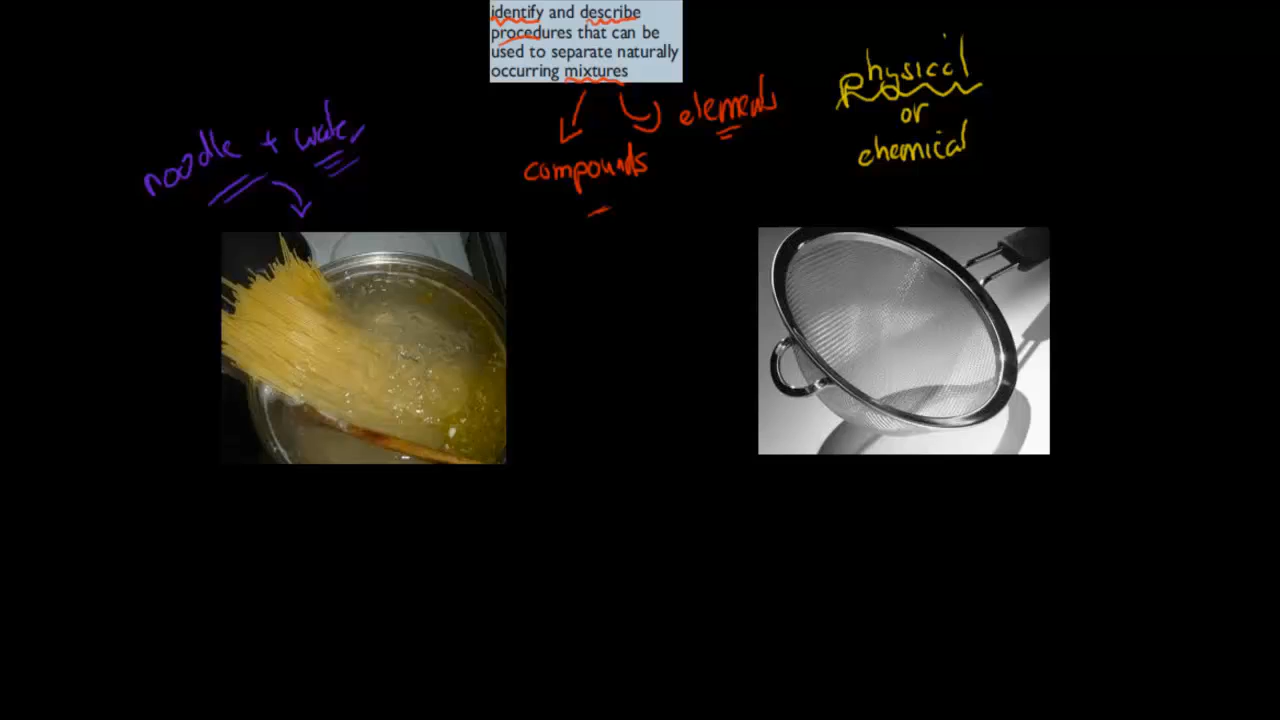 identify and describe
procedures that can be
used to separate naturally
occurring mixtures
physical
or
chemical
elements
compounds
noodle + water